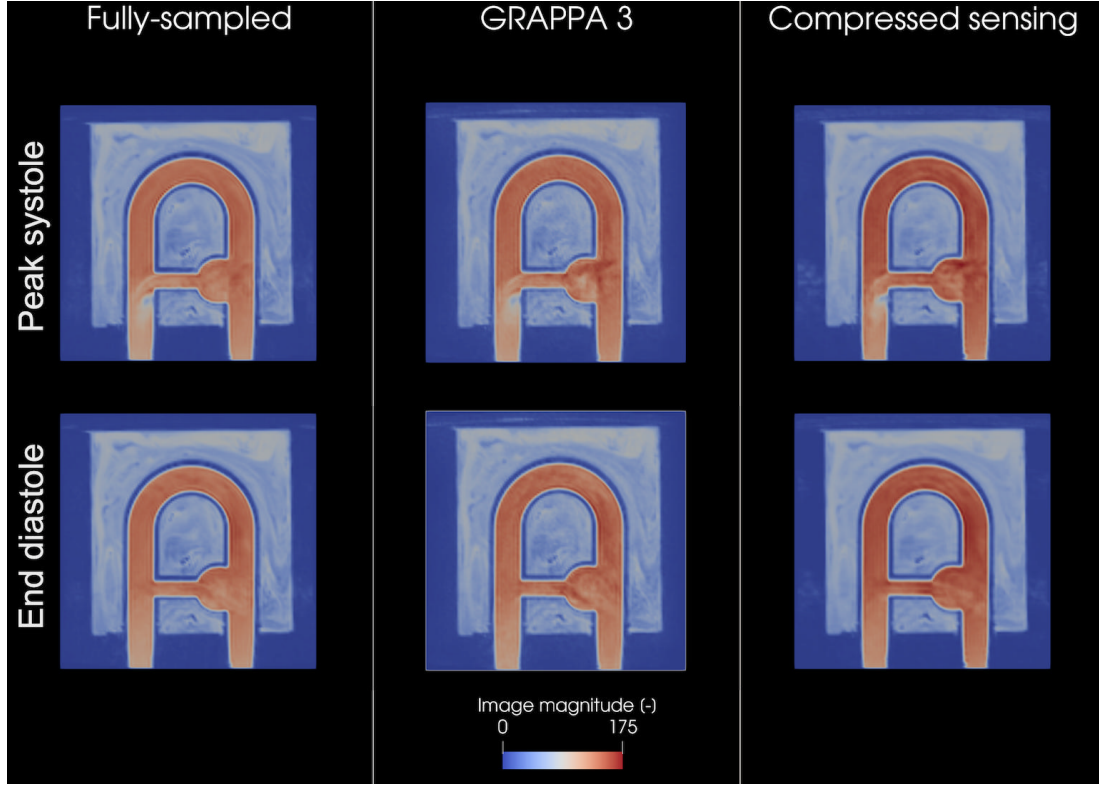 Fully-sampled
GRAPPA 3
Compressed sensing
Peak systole
End diastole
Image magnitude (-)
0
175